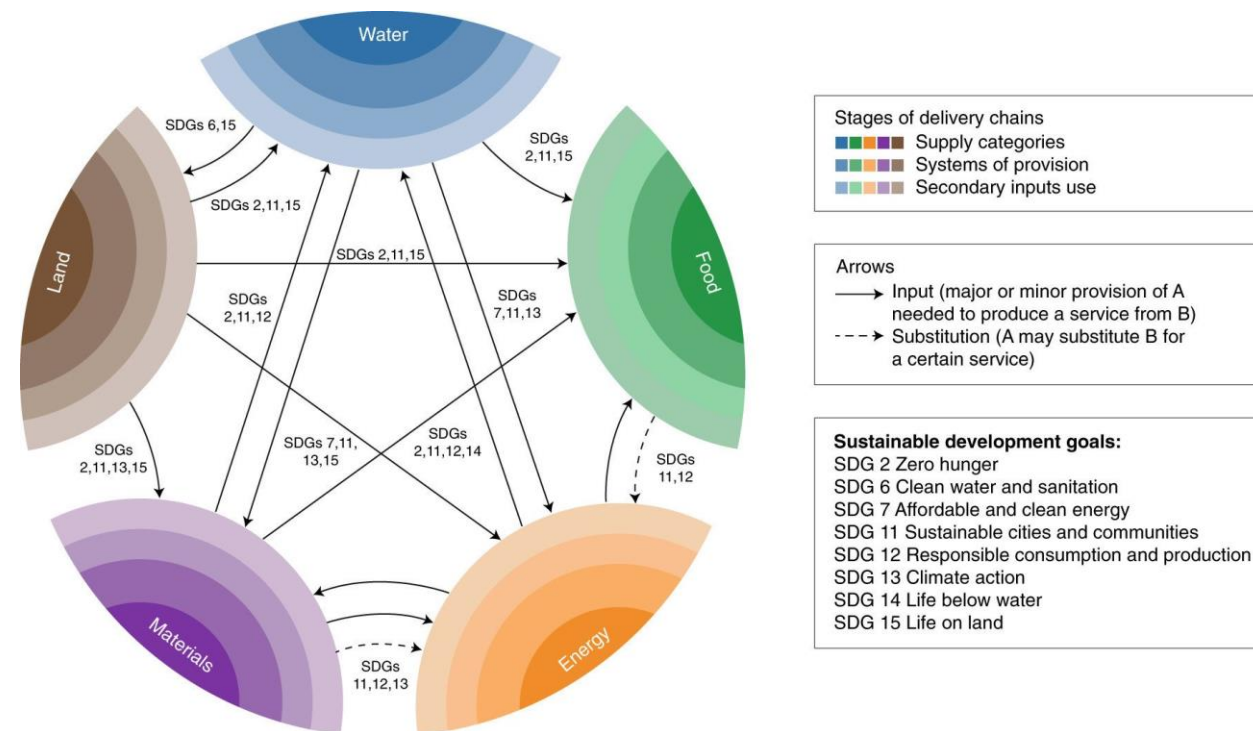 Water
SDGs 6,15
SDGs
2,11,15
SDGs 2,11,15
Land
SDGs 2,11,15
Food
SDGs
2,11,12
SDGs
7,11,13
SDGs
2,11,13,15
SDGs 7,11,
13,15
SDGs
2,11,12,14
SDGs
11,12
Materials
SDGs
11,12,13
Energy
Stages of delivery chains
Supply categories
Systems of provision
Secondary inputs use
Arrows
Input (major or minor provision of A
needed to produce a service from B)
Substitution (A may substitute B for
a certain service)
Sustainable development goals:
SDG 2 Zero hunger
SDG 6 Clean water and sanitation
SDG 7 Affordable and clean energy
SDG 11 Sustainable cities and communities
SDG 12 Responsible consumption and production
SDG 13 Climate action
SDG 14 Life below water
SDG 15 Life on land